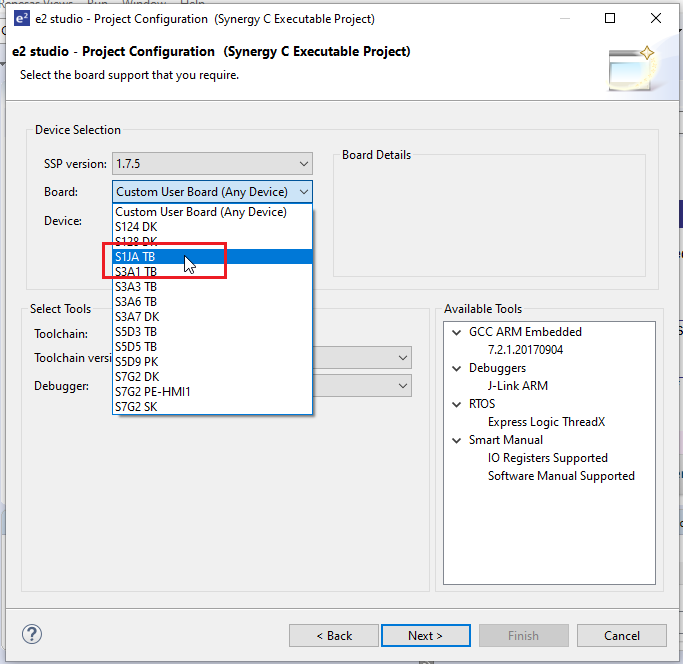 Renesas Views Run Window Help
e2 studio - Project Configuration (Synergy C Executable Project)
e2 studio - Project Configuration (Synergy C Executable Project)
Select the board support that you require.
Device Selection
SSP version: 1.7.5
Board: Custom User Board (Any Device)
Device:
Custom User Board (Any Device)
S124 DK
S128 DK
S1JA TB
S3A1 TB
S3A3 TB
S3A6 TB
S3A7 DK
S5D3 TB
S5D5 TB
S5D9 PK
S7G2 DK
S7G2 PE-HMI1
S7G2 SK
Board Details
Select Tools
Toolchain:
Toolchain versi
Debugger:
Available Tools
GCC ARM Embedded
7.2.1.20170904
Debuggers
J-Link ARM
RTOS
Express Logic ThreadX
Smart Manual
IO Registers Supported
Software Manual Supported
?
< Back
Next >
Finish
Cancel